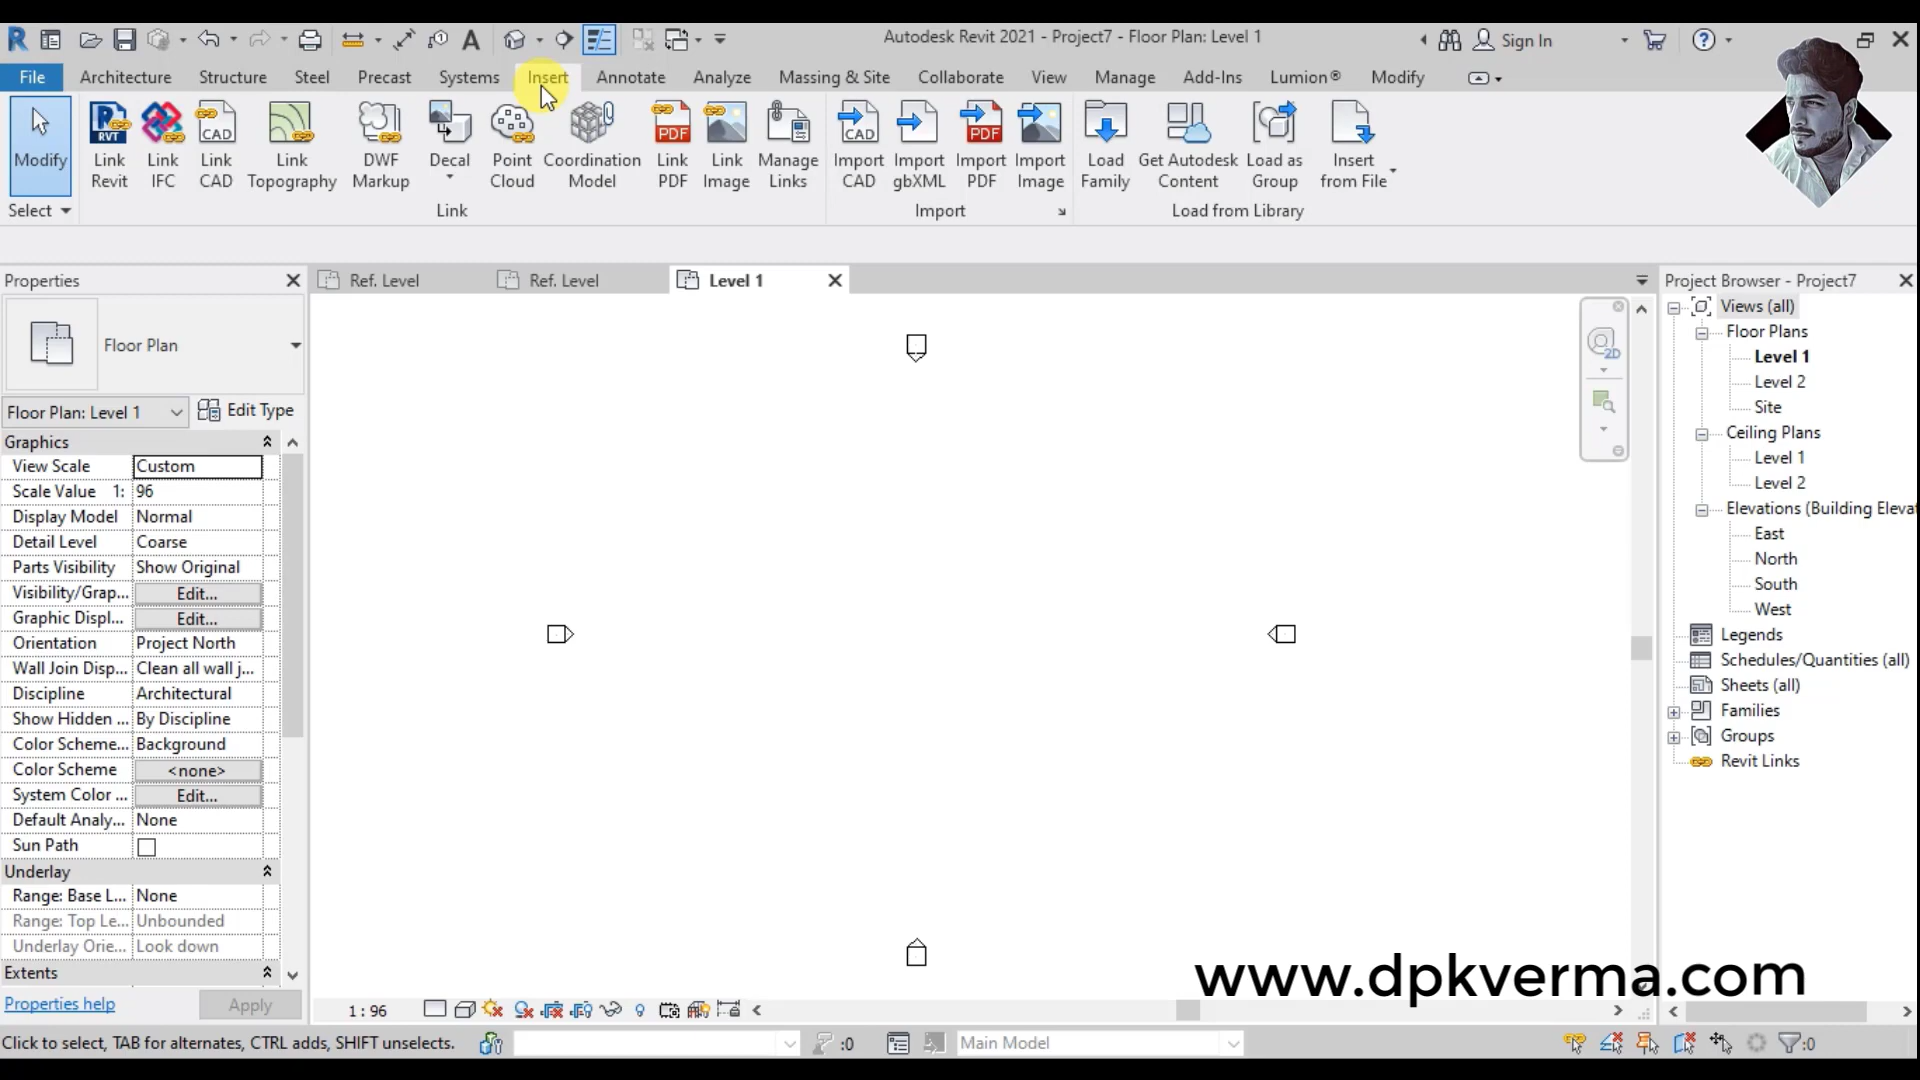 Autodesk Revit 2021 - Project7 - Floor Plan: Level 1
Sign In
File Architecture Structure Steel Precast Systems Insert Annotate Analyze Massing & Site Collaborate View Manage Add-Ins Lumion® Modify
Modify
Link Revit
Link IFC
Link CAD
Link Topography
DWF Markup
Decal
Point Cloud
Coordination Model
Link PDF
Link Image
Manage Links
Import CAD
Import gbXML
Import PDF
Import Image
Load Family
Get Autodesk Content
Load as Group
Insert from File
Select
Link
Import
Load from Library
Properties
Ref. Level
Ref. Level
Level 1
Project Browser - Project7
Floor Plan
Floor Plan: Level 1
Edit Type
Graphics
View Scale Custom
Scale Value 1: 96
Display Model Normal
Detail Level Coarse
Parts Visibility Show Original
Visibility/Grap... Edit...
Graphic Displ... Edit...
Orientation Project North
Wall Join Disp... Clean all wall j...
Discipline Architectural
Show Hidden ... By Discipline
Color Scheme... Background
Color Scheme <none>
System Color ... Edit...
Default Analy... None
Sun Path
Underlay
Range: Base L... None
Range: Top Le... Unbounded
Underlay Orie... Look down
Extents
Properties help
Apply
2D
Views (all)
Floor Plans
Level 1
Level 2
Site
Ceiling Plans
Level 1
Level 2
Elevations (Building Eleva
East
North
South
West
Legends
Schedules/Quantities (all)
Sheets (all)
Families
Groups
Revit Links
www.dpkverma.com
1 : 96
Click to select, TAB for alternates, CTRL adds, SHIFT unselects.
:0
Main Model
:0